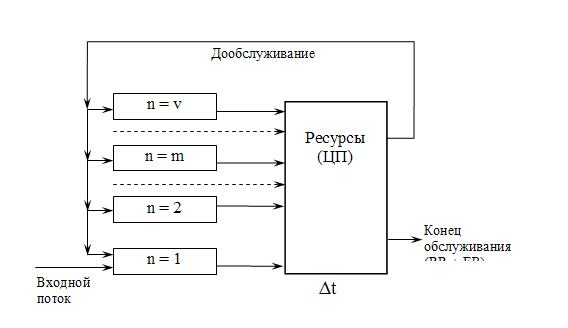 Дообслуживание
n = v
Ресурсы
(ЦП)
n = m
n = 2
Конец
обслуживания
n = 1
Входной
поток
Δt